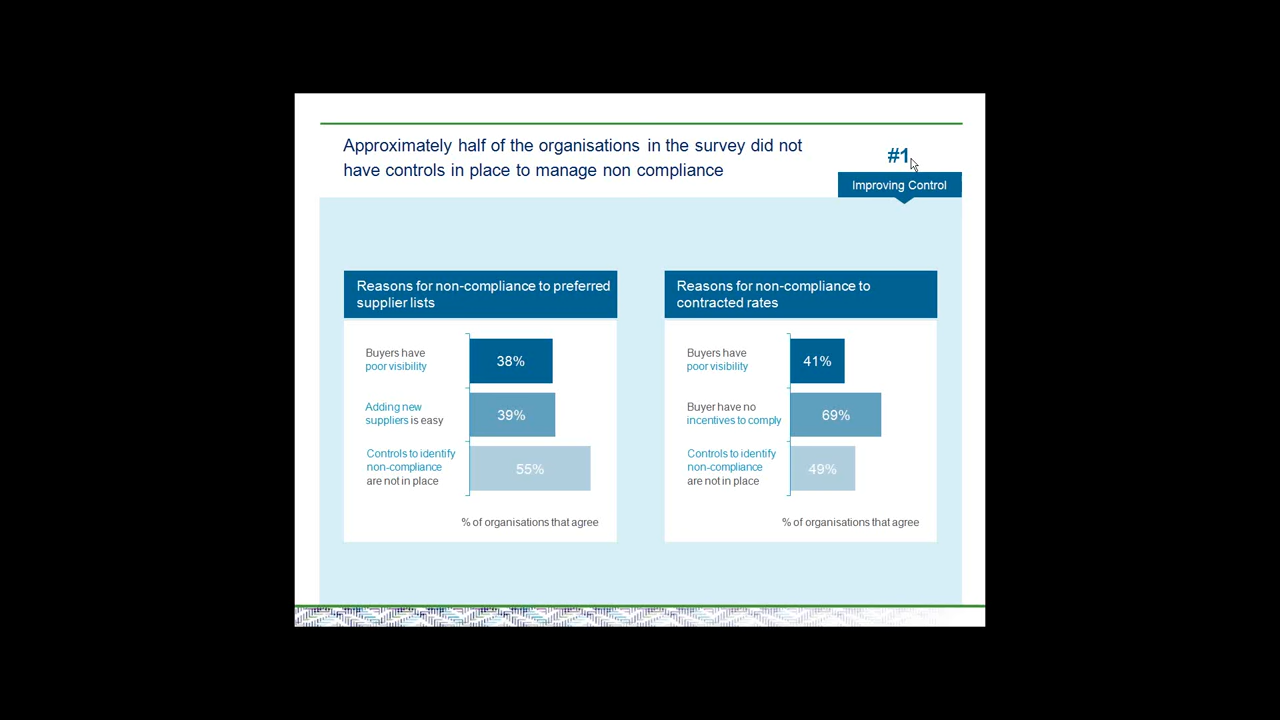 Approximately half of the organisations in the survey did not
have controls in place to manage non compliance
#1
Improving Control
Reasons for non-compliance to preferred
supplier lists
Buyers have
poor visibility
38%
Adding new
suppliers is easy
39%
Controls to identify
non-compliance
are not in place
55%
% of organisations that agree
Reasons for non-compliance to
contracted rates
Buyers have
poor visibility
41%
Buyer have no
incentives to comply
69%
Controls to identify
non-compliance
are not in place
49%
% of organisations that agree